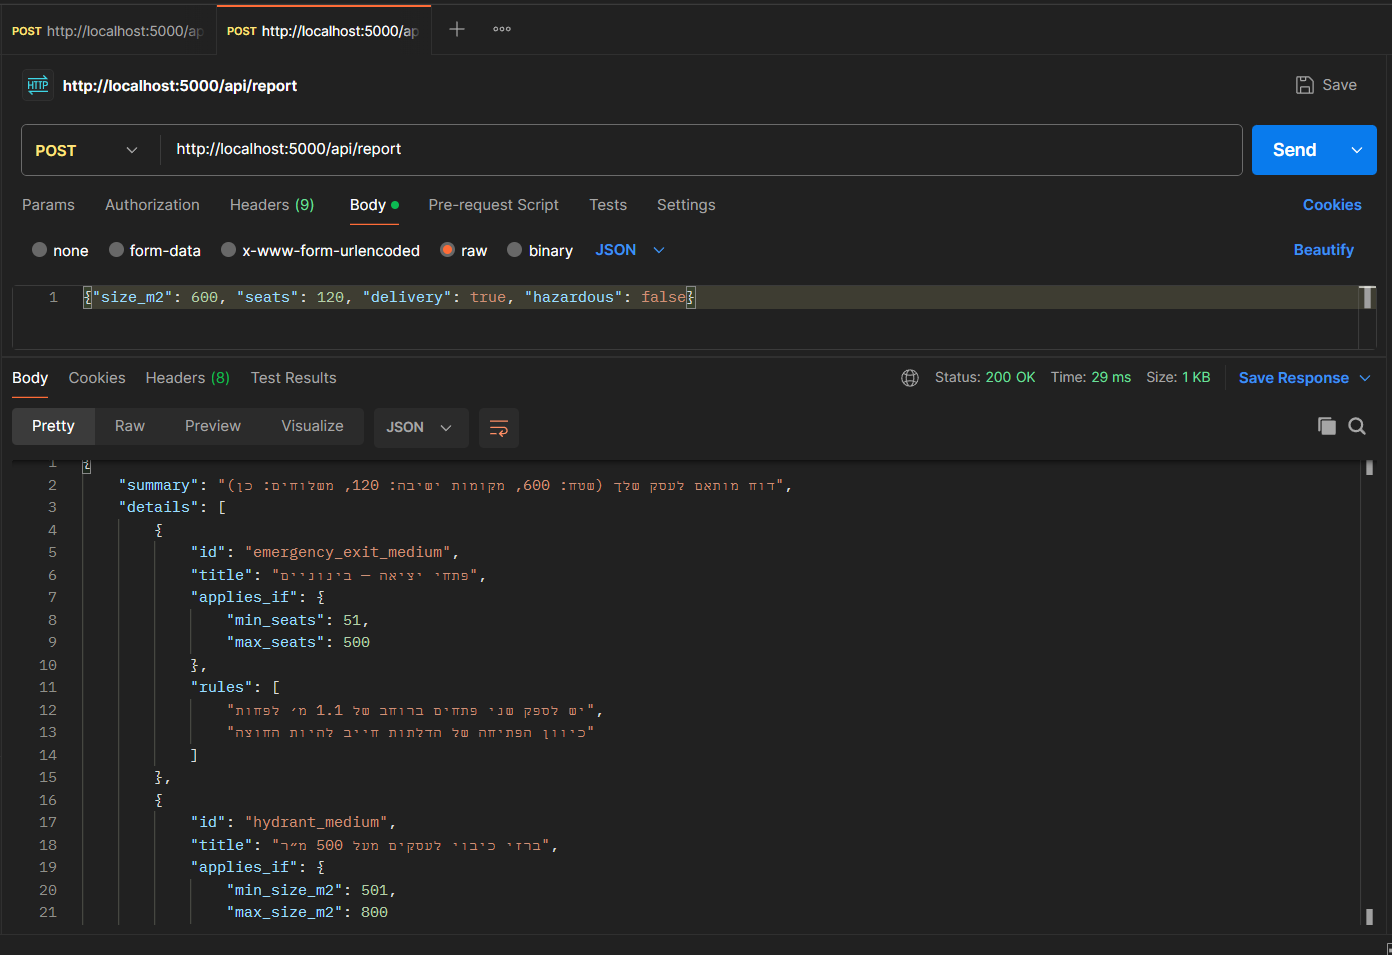 POST http://localhost:5000/ap POST http://localhost:5000/ap
HTTP http://localhost:5000/api/report Save
POST http://localhost:5000/api/report Send
Params Authorization Headers (9) Body Pre-request Script Tests Settings Cookies
none form-data x-www-form-urlencoded raw binary JSON Beautify
1 {"size_m2": 600, "seats": 120, "delivery": true, "hazardous": false}
Body Cookies Headers (8) Test Results Status: 200 OK Time: 29 ms Size: 1 KB Save Response
Pretty Raw Preview Visualize JSON
1 {
2 "summary": "דוח מותאם לעסק שלך (שטח: 600, מקומות ישיבה: 120, משלוחים: כן)",
3 "details": [
4 {
5 "id": "emergency_exit_medium",
6 "title": "פתחי יציאה – בינוניים",
7 "applies_if": {
8 "min_seats": 51,
9 "max_seats": 500
10 },
11 "rules": [
12 "יש לספק שני פתחים ברוחב של 1.1 מ׳ לפחות",
13 "כיוון הפתיחה של הדלתות חייב להיות החוצה"
14 ]
15 },
16 {
17 "id": "hydrant_medium",
18 "title": "ברזי כיבוי לעסקים מעל 500 מ״ר",
19 "applies_if": {
20 "min_size_m2": 501,
21 "max_size_m2": 800